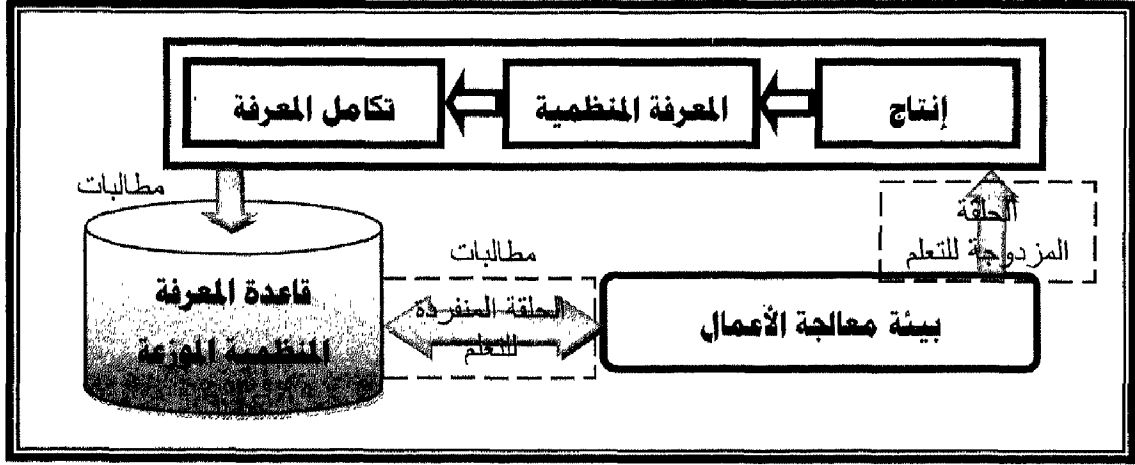 إنتاج
المعرفة المنظمية
تكامل المعرفة
مطالبات
الحلقة
المزدوجة للتعلم
مطالبات
قاعدة المعرفة
المنظمية الموزعة
الحلقة المنفردة
للتعلم
بيئة معالجة الأعمال